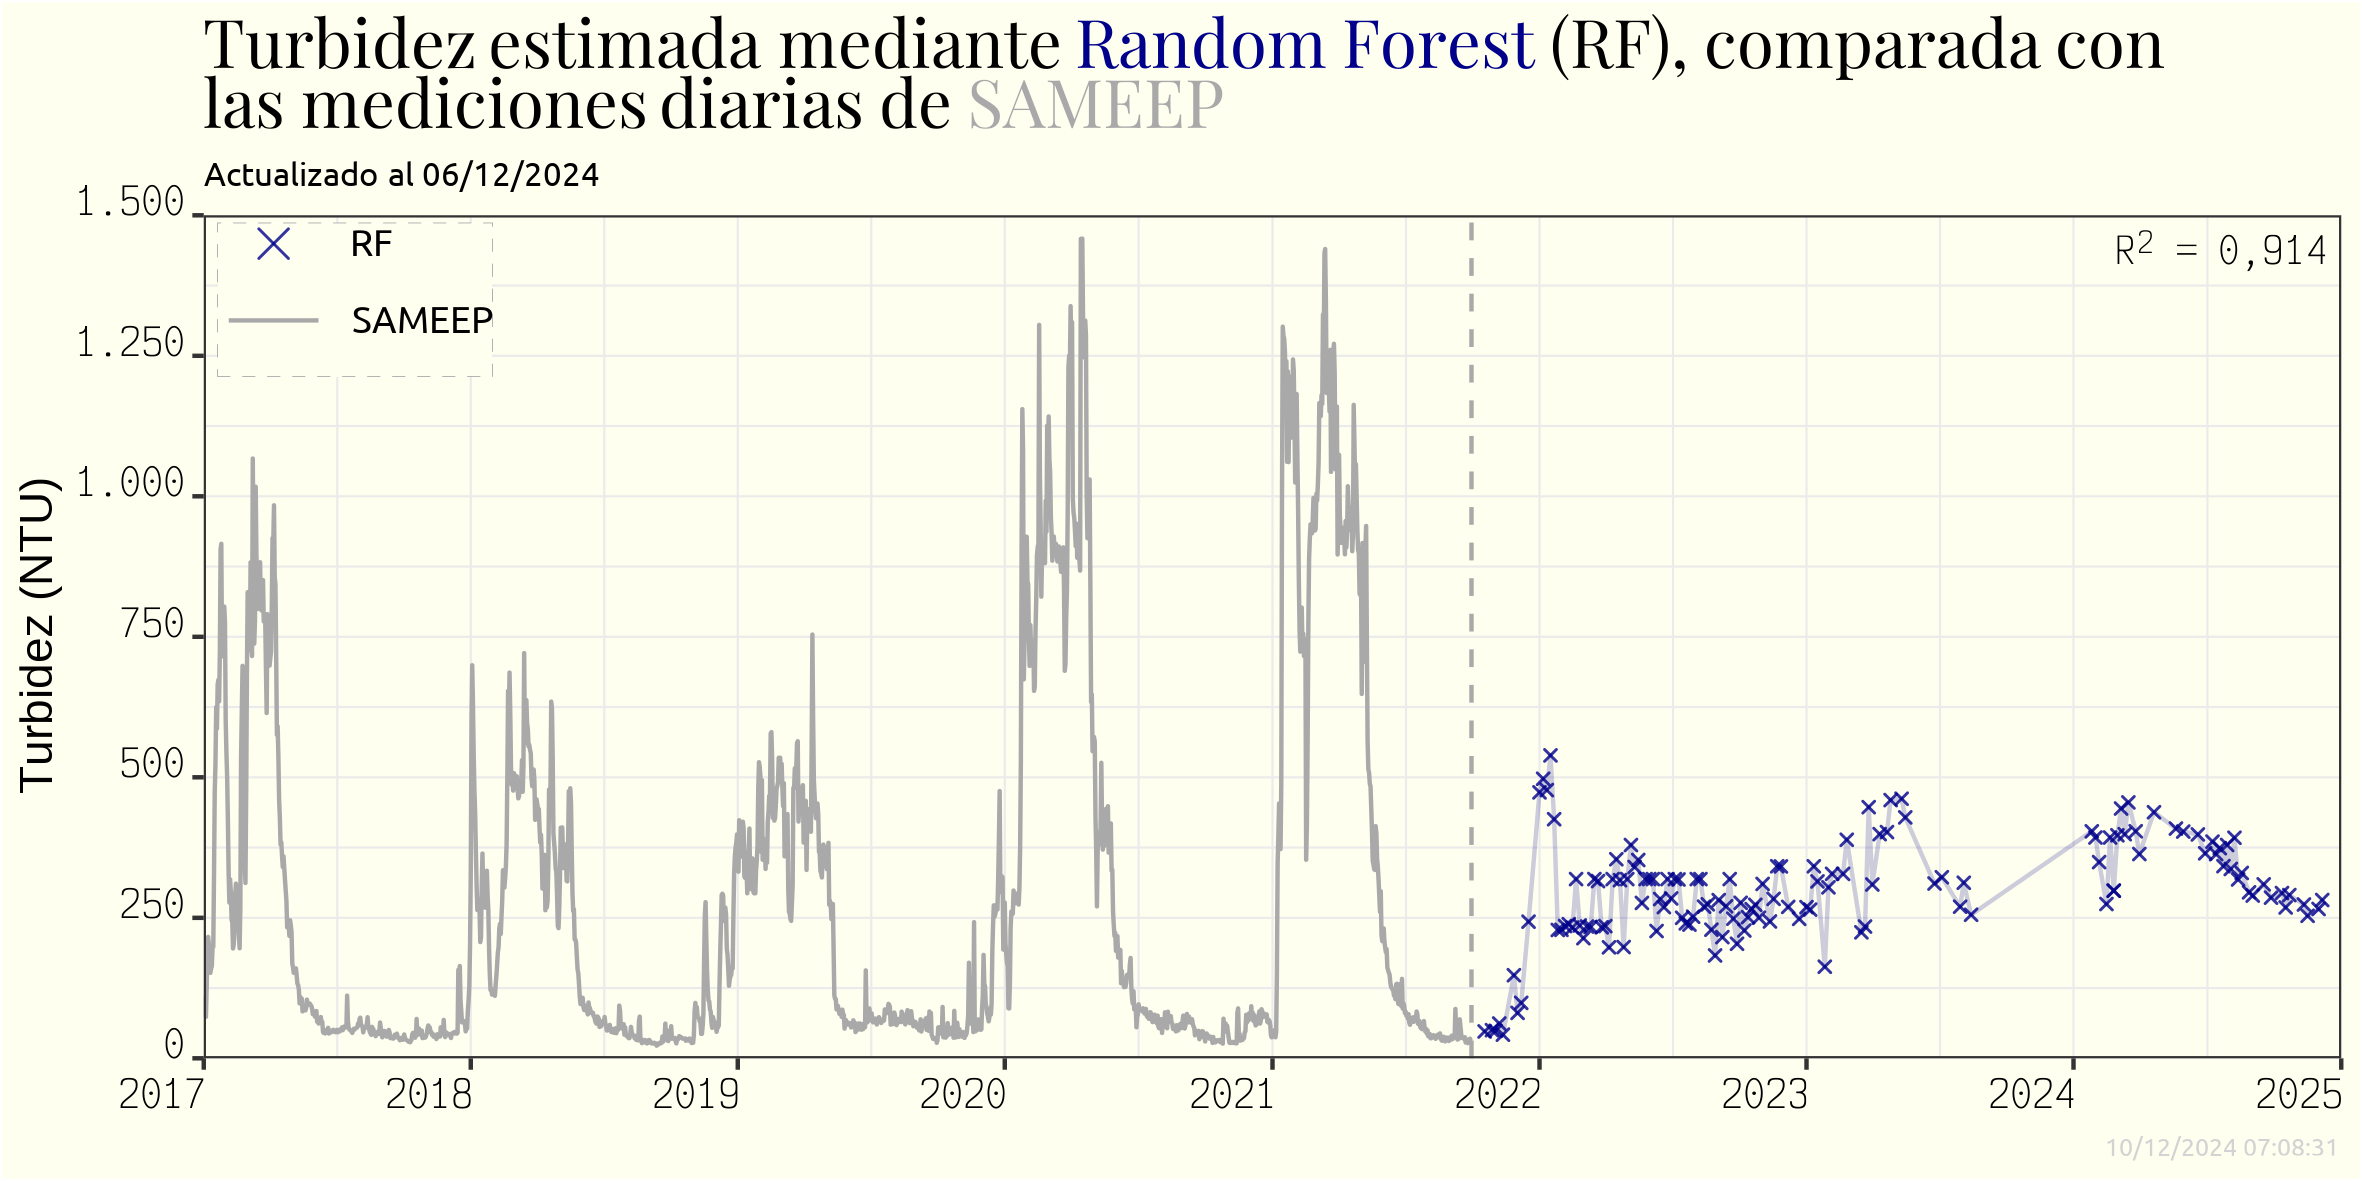 Turbidez estimada mediante Random Forest (RF), comparada con
las mediciones diarias de SAMEEP
Actualizado al 06/12/2024
Turbidez (NTU)
1.500
1.250
1.000
750
500
250
0
RF
SAMEEP
R² = 0,914
2017 2018 2019 2020 2021 2022 2023 2024 2025
10/12/2024 07:08:31